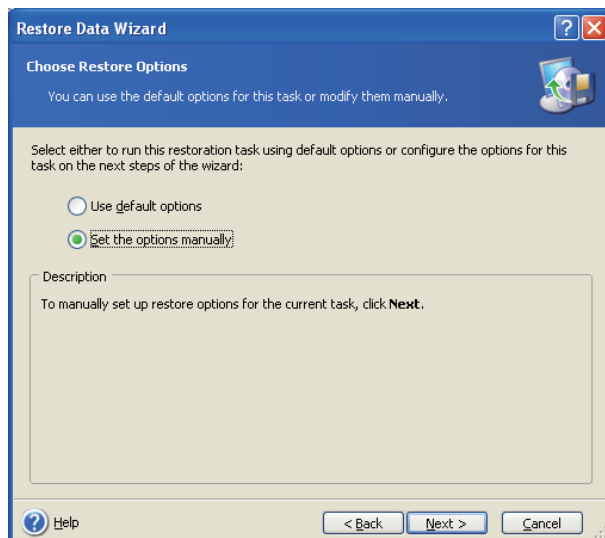 Restore Data Wizard
Choose Restore Options
You can use the default options for this task or modify them manually.
Select either to run this restoration task using default options or configure the options for this
task on the next steps of the wizard:
Use default options
Set the options manually
Description
To manually set up restore options for the current task, click Next.
Help
< Back
Next >
Cancel